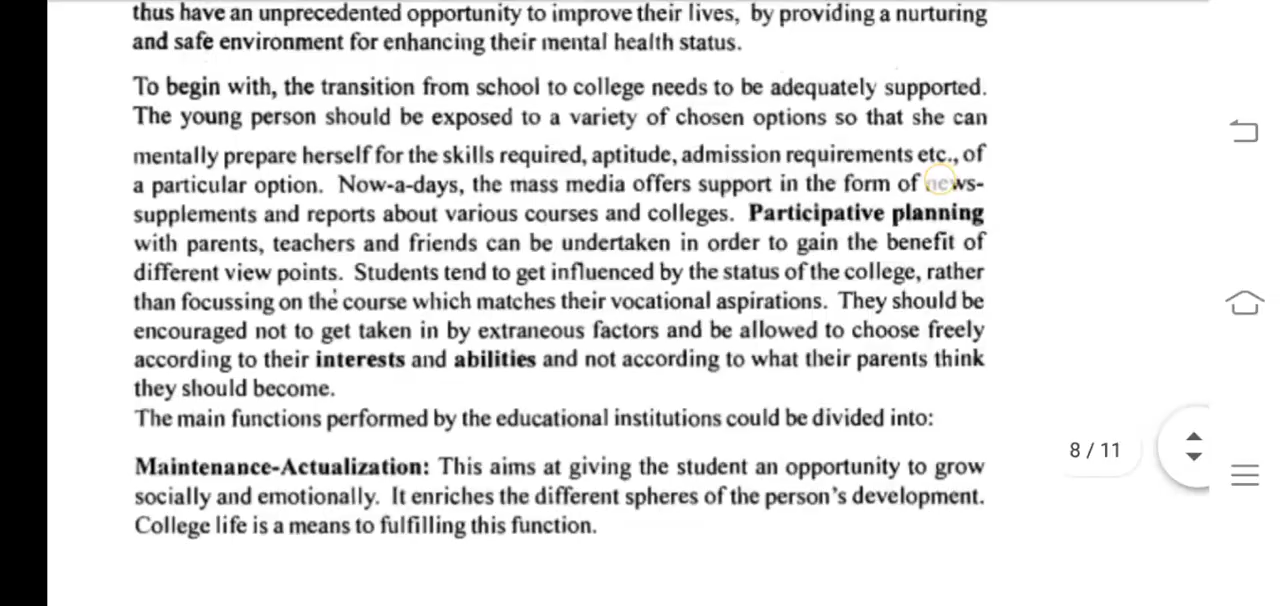 thus have an unprecedented opportunity to improve their lives, by providing a nurturing
and safe environment for enhancing their mental health status.
To begin with, the transition from school to college needs to be adequately supported.
The young person should be exposed to a variety of chosen options so that she can
mentally prepare herself for the skills required, aptitude, admission requirements etc., of
a particular option. Now-a-days, the mass media offers support in the form of news-
supplements and reports about various courses and colleges. Participative planning
with parents, teachers and friends can be undertaken in order to gain the benefit of
different view points. Students tend to get influenced by the status of the college, rather
than focussing on the course which matches their vocational aspirations. They should be
encouraged not to get taken in by extraneous factors and be allowed to choose freely
according to their interests and abilities and not according to what their parents think
they should become.
The main functions performed by the educational institutions could be divided into:
Maintenance-Actualization: This aims at giving the student an opportunity to grow
socially and emotionally. It enriches the different spheres of the person's development.
College life is a means to fulfilling this function.
8 / 11